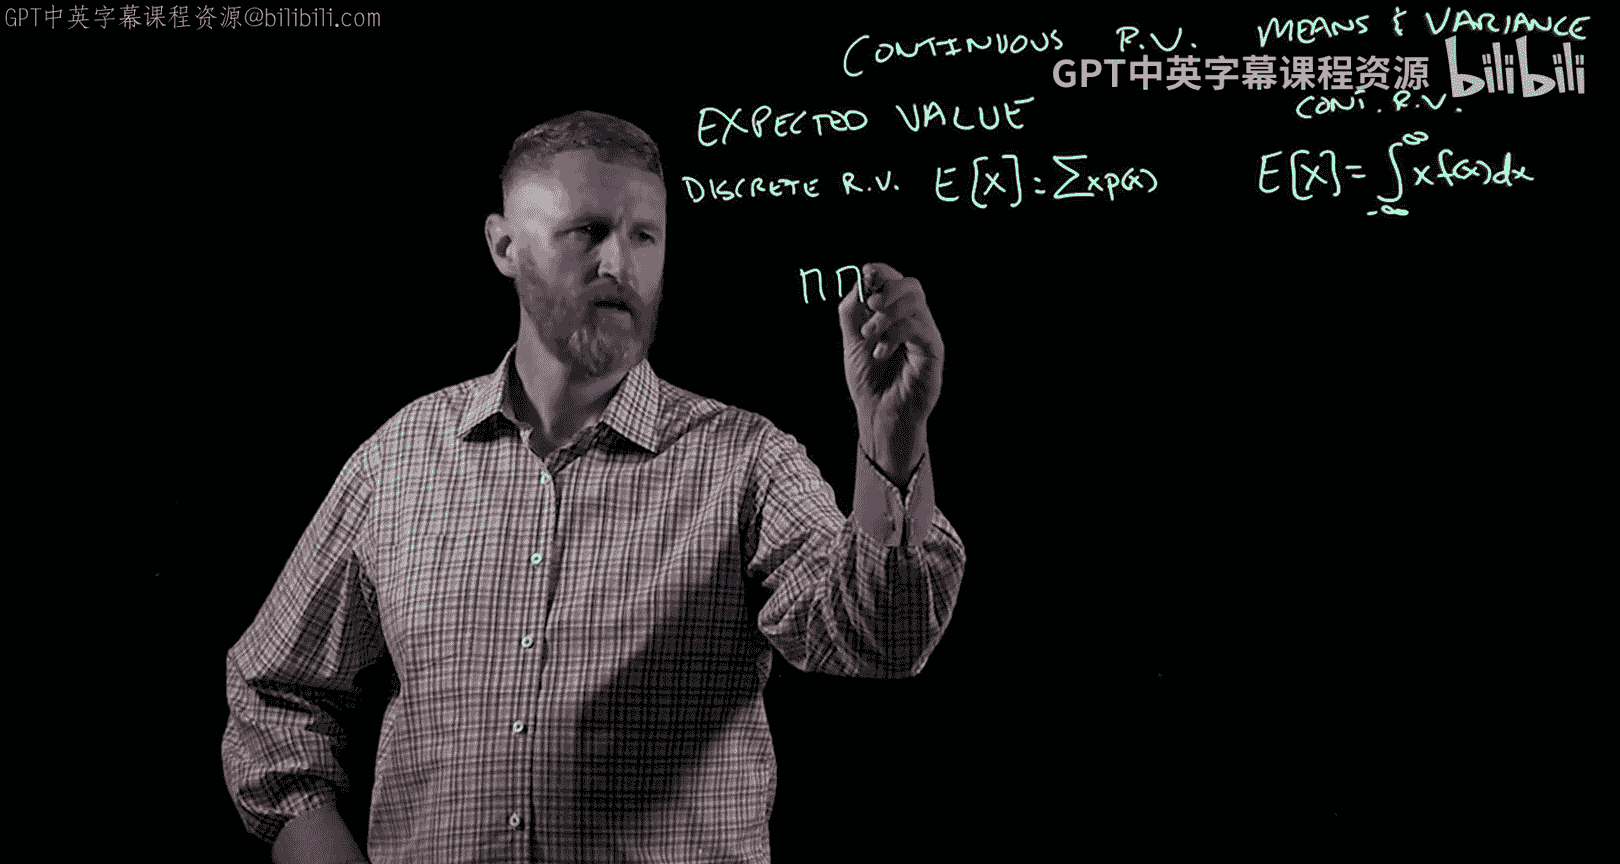 GPT中英字幕课程资源@bilibili.com
CONTINUOUS R.V. MEANS & VARIANCE
GPT中英字幕课程资源 bilibili
EXPECTED VALUE
CONT. R.V.
DISCRETE R.V. E[X] = ∑xp(x)
E[X] = ∫_{-∞}^{∞} x f(x) dx